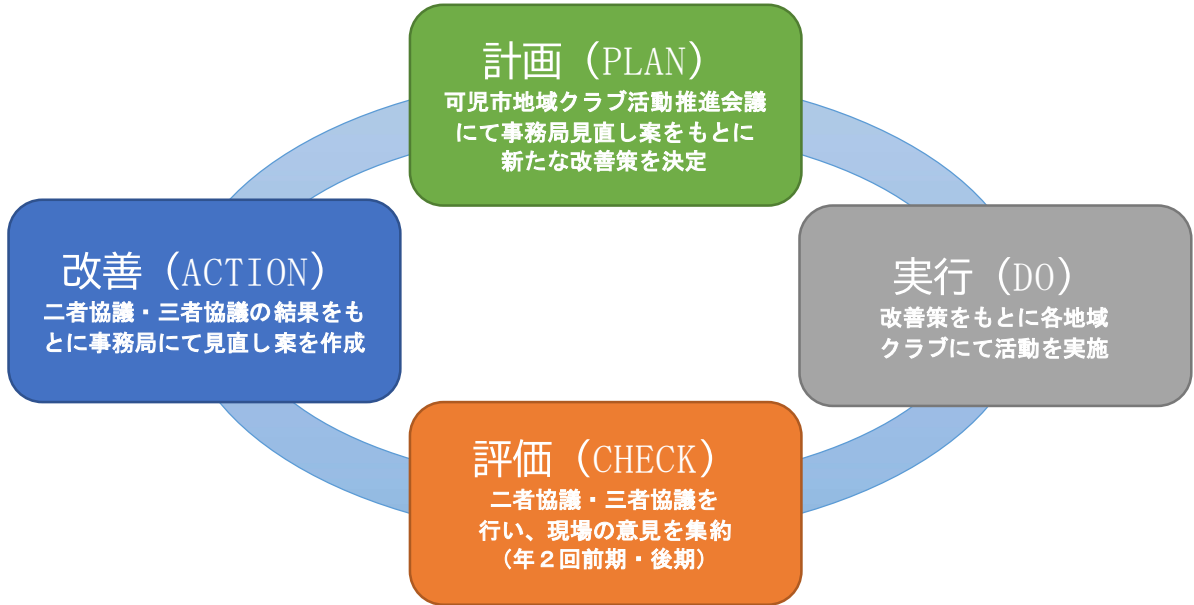 計画（PLAN）
可児市地域クラブ活動推進会議
にて事務局見直し案をもとに
新たな改善策を決定
実行（DO）
改善策をもとに各地域
クラブにて活動を実施
評価（CHECK）
二者協議・三者協議を
行い、現場の意見を集約
（年２回前期・後期）
改善（ACTION）
二者協議・三者協議の結果をも
とに事務局にて見直し案を作成